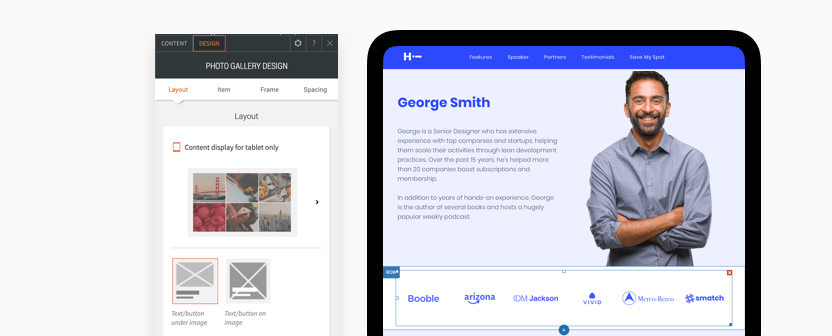 CONTENT
DESIGN
?
PHOTO GALLERY DESIGN
Layout
Item
Frame
Spacing
Layout
Content display for tablet only
Text/button
under image
Text/button on
image
H
Features
Speaker
Partners
Testimonials
Save My Spot
George Smith
George is a Senior Designer who has extensive
experience with top companies and startups, helping
them scale their activities through lean development
practices. Over the past 15 years, he's helped more
than 20 companies boost subscriptions and
membership.
In addition to years of hands-on experience, George
is the author of several books and hosts a hugely
popular weekly podcast.
ROW
Booble
arizona
IDM Jackson
VIVID
Merco-Berco
smatch